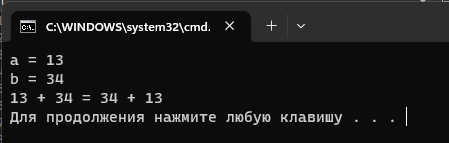 C:\WINDOWS\system32\cmd.
a = 13
b = 34
13 + 34 = 34 + 13
Для продолжения нажмите любую клавишу . . .